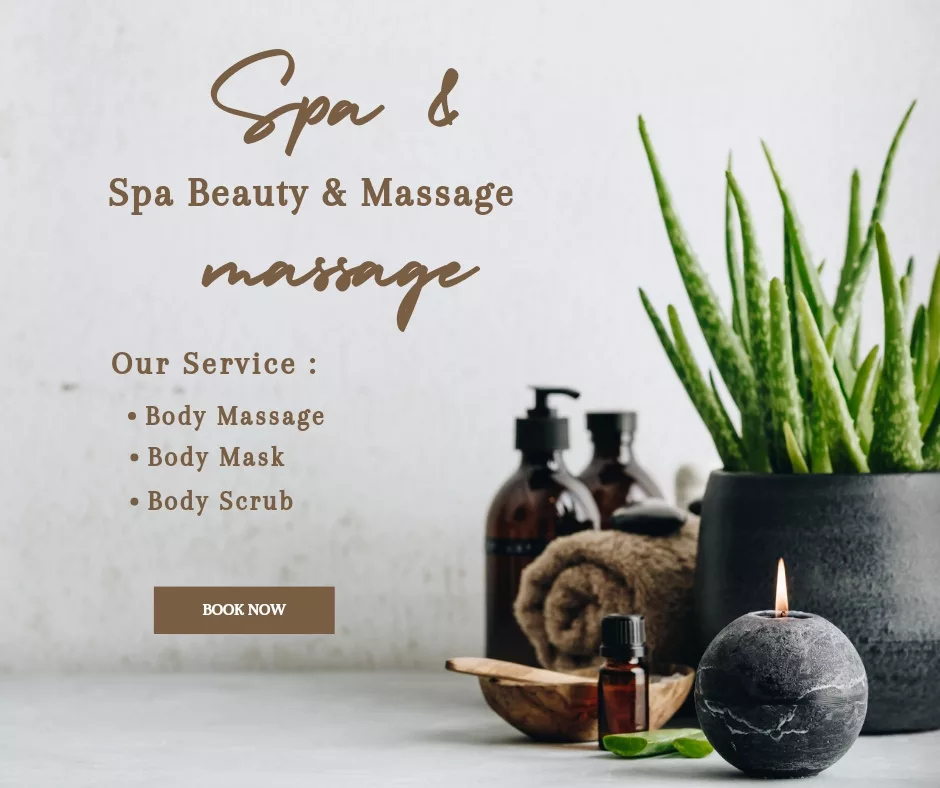 Spa &
Spa Beauty & Massage
massage
Our Service :
• Body Massage
• Body Mask
• Body Scrub
BOOK NOW